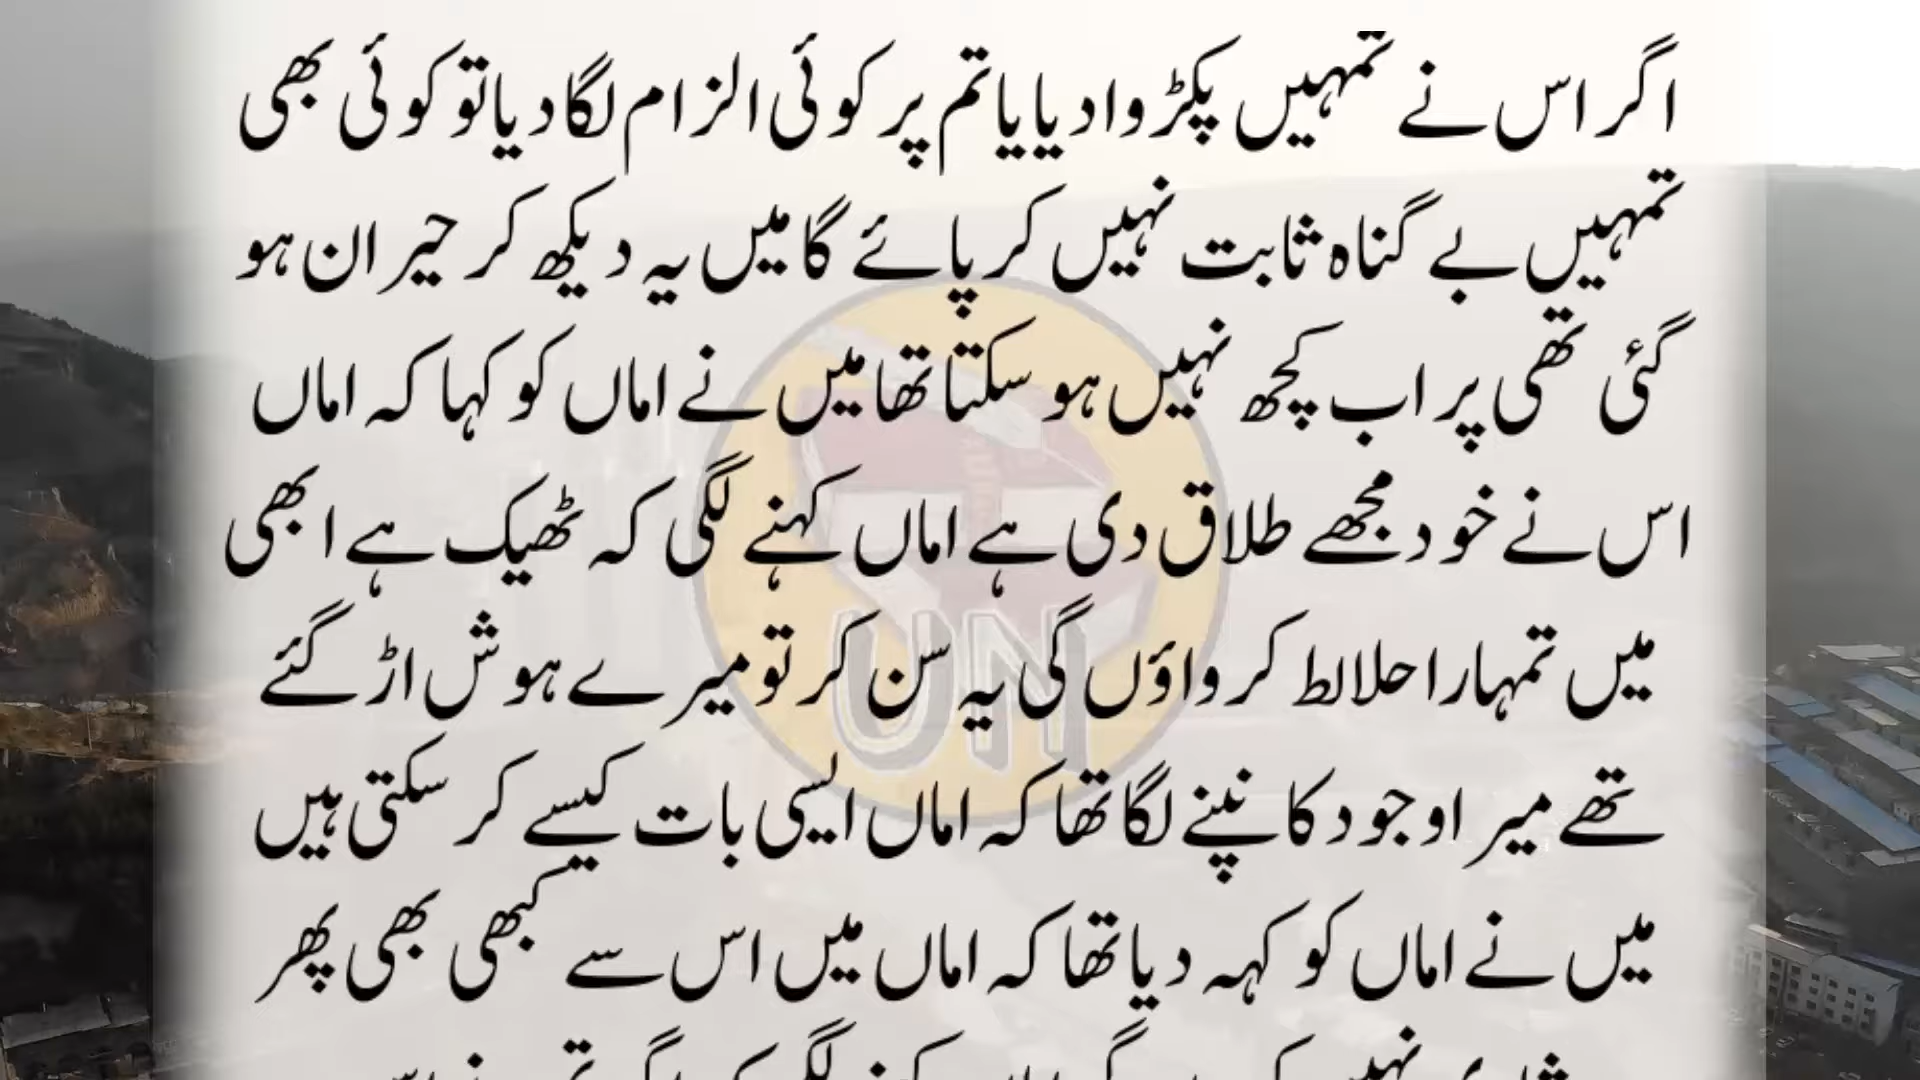 اگر اس نے تمہیں پکڑوا دیا یا تم پر کوئی الزام لگا دیا تو کوئی بھی
تمہیں بے گناہ ثابت نہیں کر پائے گا میں یہ دیکھ کر حیران ہو
گئی تھی پر اب کچھ نہیں ہو سکتا تھا میں نے اماں کو کہا کہ اماں
اس نے خود مجھے طلاق دی ہے اماں کہنے لگی کہ ٹھیک ہے ابھی
میں تمہارا حلالط کرواؤں گی یہ سن کر تو میرے ہوش اڑ گئے
تھے میرا وجود کانپنے لگا تھا کہ اماں ایسی بات کیسے کر سکتی ہیں
میں نے اماں کو کہہ دیا تھا کہ اماں میں اس سے کبھی بھی پھر
UN